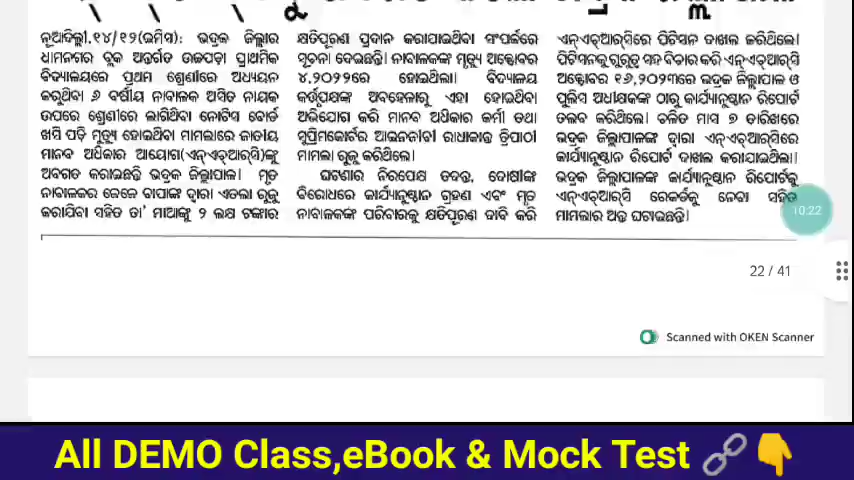 ନୂଆଦିଲ୍ଲୀ,୧୪/୧୨(ଇମିସ): ଭଦ୍ରକ ଜିଲ୍ଲାର
ଧାମନଗର ବ୍ଲକ ଅନ୍ତର୍ଗତ ଉଜପଡ଼ା ପ୍ରାଥମିକ
ବିଦ୍ୟାଳୟରେ ପ୍ରଥମ ଶ୍ରେଣୀରେ ଅଧ୍ୟୟନ
କରୁଥିବା ୬ ବର୍ଷୀୟ ନାବାଳକ ଅସିତ ନାୟକ
ଉପରେ ଶ୍ରେଣୀରେ ଲାଗିଥିବା ନୋଟିସ ବୋର୍ଡ
ଖସି ପଡ଼ି ମୃତ୍ୟୁ ହୋଇଥିବା ମାମଲାରେ ଜାତୀୟ
ମାନବ ଅଧିକାର ଆୟୋଗ(ଏନ୍‌ଏଚ୍‌ଆର୍‌ସି)ଙ୍କୁ
ଅବଗତ କରାଇଛନ୍ତି ଭଦ୍ରକ ଜିଲ୍ଲାପାଳ। ମୃତ
ନାବାଳକର ଜେଜେ ବାପାଙ୍କ ଦ୍ୱାରା ଏତଲା ରୁଜୁ
କରାଯିବା ସହିତ ତା' ମାଆଙ୍କୁ ୨ ଲକ୍ଷ ଟଙ୍କାର
କ୍ଷତିପୂରଣ ପ୍ରଦାନ କରାଯାଇଥିବା ସଂପର୍କରେ
ସୂଚନା ଦେଇଛନ୍ତି। ନାବାଳକଙ୍କ ମୃତ୍ୟୁ ଅକ୍ଟୋବର
୪,୨୦୨୨ରେ ହୋଇଥିଲା। ବିଦ୍ୟାଳୟ
କର୍ତ୍ତୃପକ୍ଷଙ୍କ ଅବହେଳାରୁ ଏହା ହୋଇଥିବା
ଅଭିଯୋଗ କରି ମାନବ ଅଧିକାର କର୍ମୀ ତଥା
ସୁପ୍ରିମକୋର୍ଟର ଆଇନଜୀବୀ ରାଧାକାନ୍ତ ତ୍ରିପାଠୀ
ମାମଲା ରୁଜୁ କରିଥିଲେ।
ଘଟଣାର ନିରପେକ୍ଷ ତଦନ୍ତ, ଦୋଷୀଙ୍କ
ବିରୋଧରେ କାର୍ଯ୍ୟାନୁଷ୍ଠାନ ଗ୍ରହଣ ଏବଂ ମୃତ
ନାବାଳକଙ୍କ ପରିବାରକୁ କ୍ଷତିପୂରଣ ଦାବି କରି
ଏନ୍‌ଏଚ୍‌ଆର୍‌ସିରେ ପିଟିସନ ଦାଖଲ କରିଥିଲେ।
ପିଟିସନକୁ ଗୁରୁତ୍ୱ ସହ ବିଚାର କରି ଏନ୍‌ଏଚ୍‌ଆର୍‌ସି
ଅକ୍ଟୋବର ୧୬,୨୦୨୩ରେ ଭଦ୍ରକ ଜିଲ୍ଲାପାଳ ଓ
ପୁଲିସ ଅଧୀକ୍ଷକଙ୍କ ଠାରୁ କାର୍ଯ୍ୟାନୁଷ୍ଠାନ ରିପୋର୍ଟ
ତଲବ କରିଥିଲେ। ଚଳିତ ମାସ ୭ ତାରିଖରେ
ଭଦ୍ରକ ଜିଲ୍ଲାପାଳଙ୍କ ଦ୍ୱାରା ଏନ୍‌ଏଚ୍‌ଆର୍‌ସିରେ
କାର୍ଯ୍ୟାନୁଷ୍ଠାନ ରିପୋର୍ଟ ଦାଖଲ କରାଯାଇଥିଲା।
ଭଦ୍ରକ ଜିଲ୍ଲାପାଳଙ୍କ କାର୍ଯ୍ୟାନୁଷ୍ଠାନ ରିପୋର୍ଟକୁ
ଏନ୍‌ଏଚ୍‌ଆର୍‌ସି ରେକର୍ଡକୁ ନେବା ସହିତ
ମାମଲାର ଅନ୍ତ ଘଟାଇଛନ୍ତି।
10:22
22 / 41
Scanned with OKEN Scanner
All DEMO Class,eBook & Mock Test